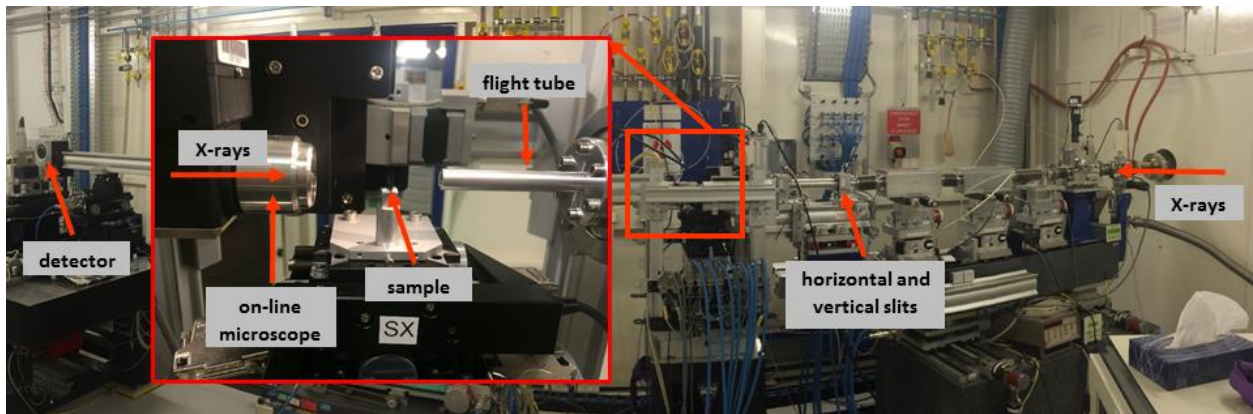 flight tube
X-rays
X-rays
detector
on-line
microscope
sample
horizontal and
vertical slits
SX